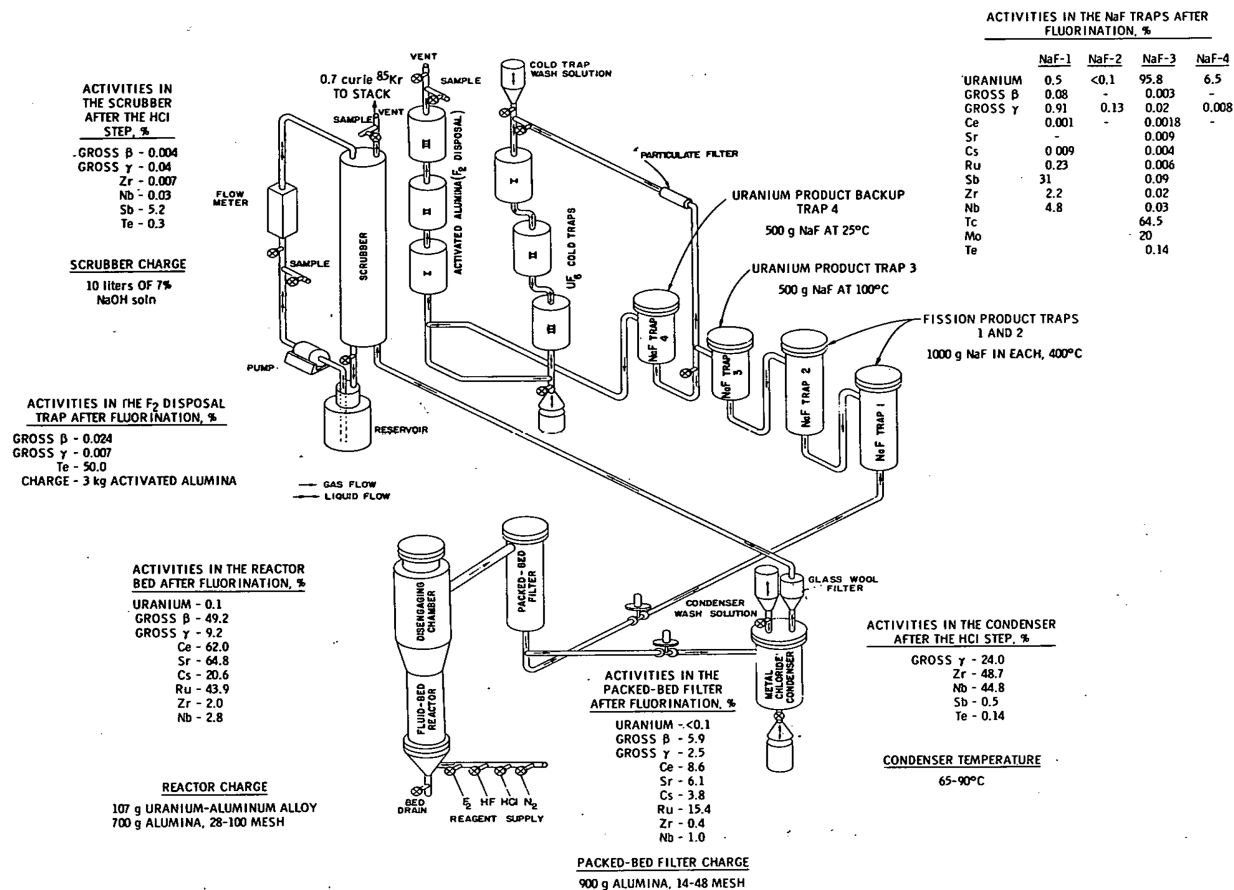 ACTIVITIES IN THE NaF TRAPS AFTER
FLUORINATION, %
NaF-1 NaF-2 NaF-3 NaF-4
URANIUM 0.5 <0.1 95.8 6.5
GROSS β 0.08 - 0.003 -
GROSS γ 0.91 0.13 0.02 0.008
Ce 0.001 - 0.0018 -
Sr - 0.009
Cs 0 009 0.004
Ru 0.23 0.006
Sb 31 0.09
Zr 2.2 0.02
Nb 4.8 0.03
Tc 64.5
Mo 20
Te 0.14
ACTIVITIES IN
THE SCRUBBER
AFTER THE HCl
STEP, %
GROSS β - 0.004
GROSS γ - 0.04
Zr - 0.007
Nb - 0.03
Sb - 5.2
Te - 0.3
SCRUBBER CHARGE
10 liters OF 7%
NaOH soln
0.7 curie ⁸⁵Kr
TO STACK
SAMPLE
VENT
VENT
SAMPLE
COLD TRAP
WASH SOLUTION
FLOW
METER
SAMPLE
PUMP
SCRUBBER
RESERVOIR
III
II
I
ACTIVATED ALUMINA (F₂ DISPOSAL)
I
II
III
UF₆ COLD TRAPS
PARTICULATE FILTER
URANIUM PRODUCT BACKUP
TRAP 4
500 g NaF AT 25°C
URANIUM PRODUCT TRAP 3
500 g NaF AT 100°C
FISSION PRODUCT TRAPS
1 AND 2
1000 g NaF IN EACH, 400°C
NaF TRAP 4
NaF TRAP 3
NaF TRAP 2
NaF TRAP 1
ACTIVITIES IN THE F₂ DISPOSAL
TRAP AFTER FLUORINATION, %
GROSS β - 0.024
GROSS γ - 0.007
Te - 50.0
CHARGE - 3 kg ACTIVATED ALUMINA
GAS FLOW
LIQUID FLOW
ACTIVITIES IN THE REACTOR
BED AFTER FLUORINATION, %
URANIUM - 0.1
GROSS β - 49.2
GROSS γ - 9.2
Ce - 62.0
Sr - 64.8
Cs - 20.6
Ru - 43.9
Zr - 2.0
Nb - 2.8
REACTOR CHARGE
107 g URANIUM-ALUMINUM ALLOY
700 g ALUMINA, 28-100 MESH
DISENGAGING
CHAMBER
FLUID-BED
REACTOR
BED
DRAIN
F₂ HF HCl N₂
REAGENT SUPPLY
PACKED-BED
FILTER
CONDENSER
WASH SOLUTION
GLASS WOOL
FILTER
METAL
CHLORIDE
CONDENSER
ACTIVITIES IN THE
PACKED-BED FILTER
AFTER FLUORINATION, %
URANIUM - <0.1
GROSS β - 5.9
GROSS γ - 2.5
Ce - 8.6
Sr - 6.1
Cs - 3.8
Ru - 15.4
Zr - 0.4
Nb - 1.0
PACKED-BED FILTER CHARGE
900 g ALUMINA, 14-48 MESH
ACTIVITIES IN THE CONDENSER
AFTER THE HCl STEP, %
GROSS γ - 24.0
Zr - 48.7
Nb - 44.8
Sb - 0.5
Te - 0.14
CONDENSER TEMPERATURE
65-90°C